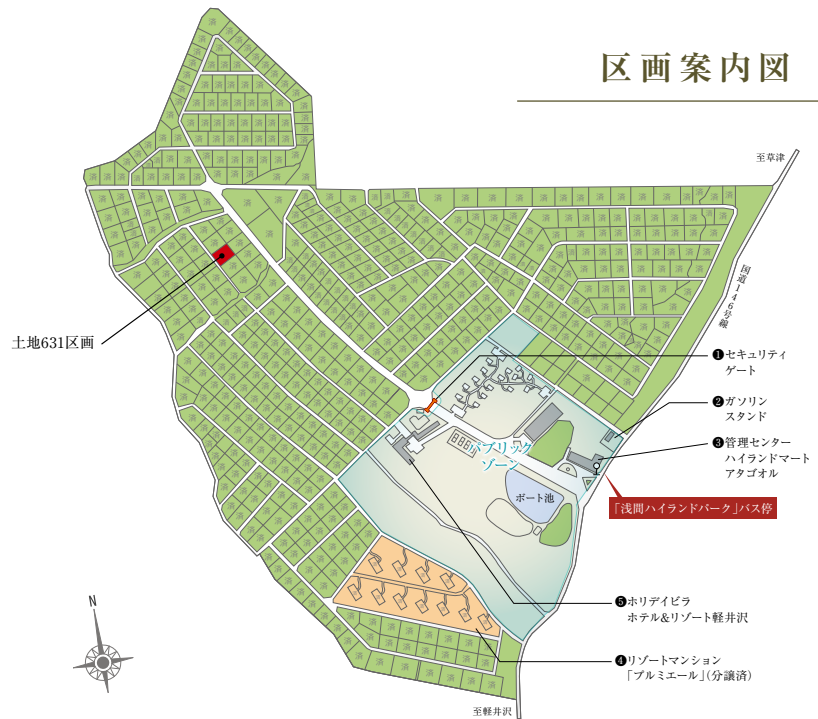 区画案内図
至草津
国道146号線
土地631区画
❶セキュリティ
ゲート
❷ガソリン
スタンド
❸管理センター
ハイランドマート
アタゴオル
パブリック
ゾーン
ボート池
「浅間ハイランドパーク」バス停
❺ホリデイビラ
ホテル&リゾート軽井沢
❹リゾートマンション
「プルミエール」(分譲済)
至軽井沢
N
済